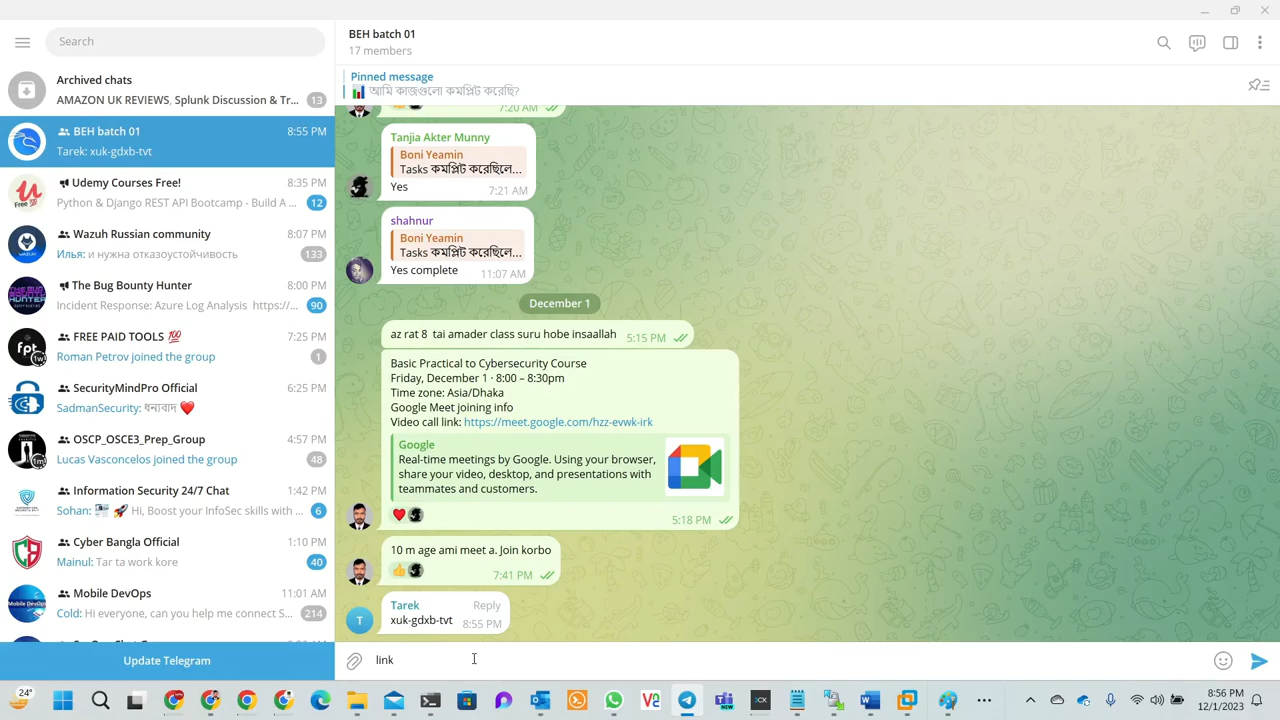 Search
BEH batch 01
17 members
Pinned message
📊 আমি কাজগুলো কমপ্লিট করেছি?
Archived chats
AMAZON UK REVIEWS, Splunk Discussion & Tr... 13
BEH batch 01 8:55 PM
Tarek: xuk-gdxb-tvt
Udemy Courses Free! 8:35 PM
Python & Django REST API Bootcamp - Build A ... 12
Wazuh Russian community 8:07 PM
Илья: и нужна отказоустойчивость 133
The Bug Bounty Hunter 8:00 PM
Incident Response: Azure Log Analysis https://... 90
FREE PAID TOOLS 💯 7:25 PM
Roman Petrov joined the group 1
SecurityMindPro Official 6:25 PM
SadmanSecurity: ধন্যবাদ ❤️
OSCP_OSCE3_Prep_Group 4:57 PM
Lucas Vasconcelos joined the group 48
Information Security 24/7 Chat 1:42 PM
Sohan: 🚀 Hi, Boost your InfoSec skills with ... 6
Cyber Bangla Official 1:10 PM
Mainul: Tar ta work kore 40
Mobile DevOps 11:01 AM
Cold: Hi everyone, can you help me connect S... 214
Update Telegram
7:20 AM
Tanjia Akter Munny
Boni Yeamin
Tasks কমপ্লিট করেছিলে...
Yes 7:21 AM
shahnur
Boni Yeamin
Tasks কমপ্লিট করেছিলে...
Yes complete 11:07 AM
December 1
az rat 8 tai amader class suru hobe insaallah 5:15 PM
Basic Practical to Cybersecurity Course
Friday, December 1 · 8:00 – 8:30pm
Time zone: Asia/Dhaka
Google Meet joining info
Video call link: https://meet.google.com/hzz-evwk-irk
Google
Real-time meetings by Google. Using your browser,
share your video, desktop, and presentations with
teammates and customers.
5:18 PM
10 m age ami meet a. Join korbo
7:41 PM
Tarek Reply
xuk-gdxb-tvt 8:55 PM
T
link
24°
8:56 PM
12/1/2023